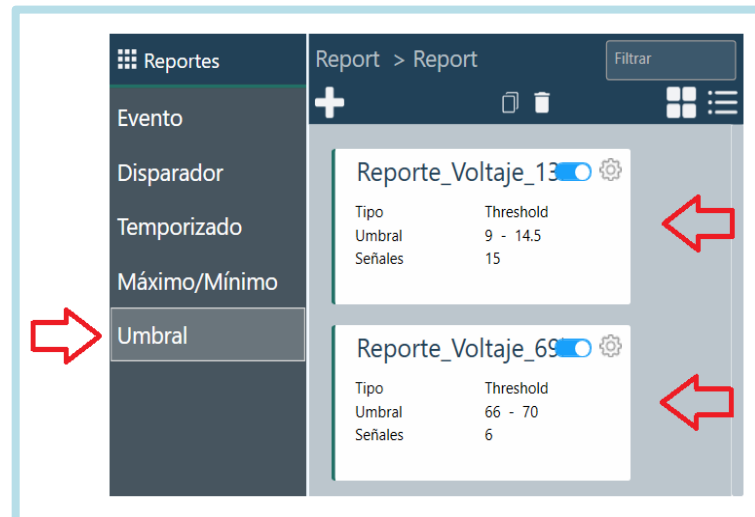 Reportes
Evento
Disparador
Temporizado
Máximo/Mínimo
Umbral
Report > Report
Filtrar
Reporte_Voltaje_13
Tipo Threshold
Umbral 9 - 14.5
Señales 15
Reporte_Voltaje_69
Tipo Threshold
Umbral 66 - 70
Señales 6